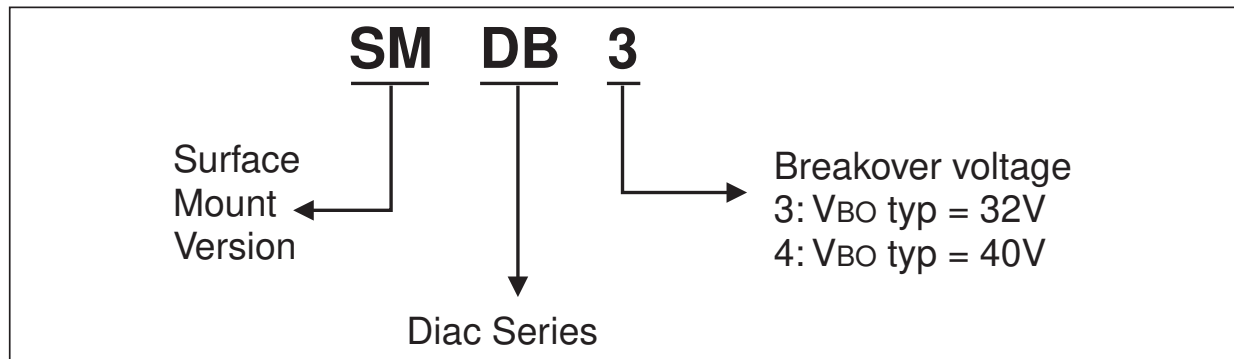 SM DB 3
Surface
Mount
Version
Diac Series
Breakover voltage
3: VBO typ = 32V
4: VBO typ = 40V